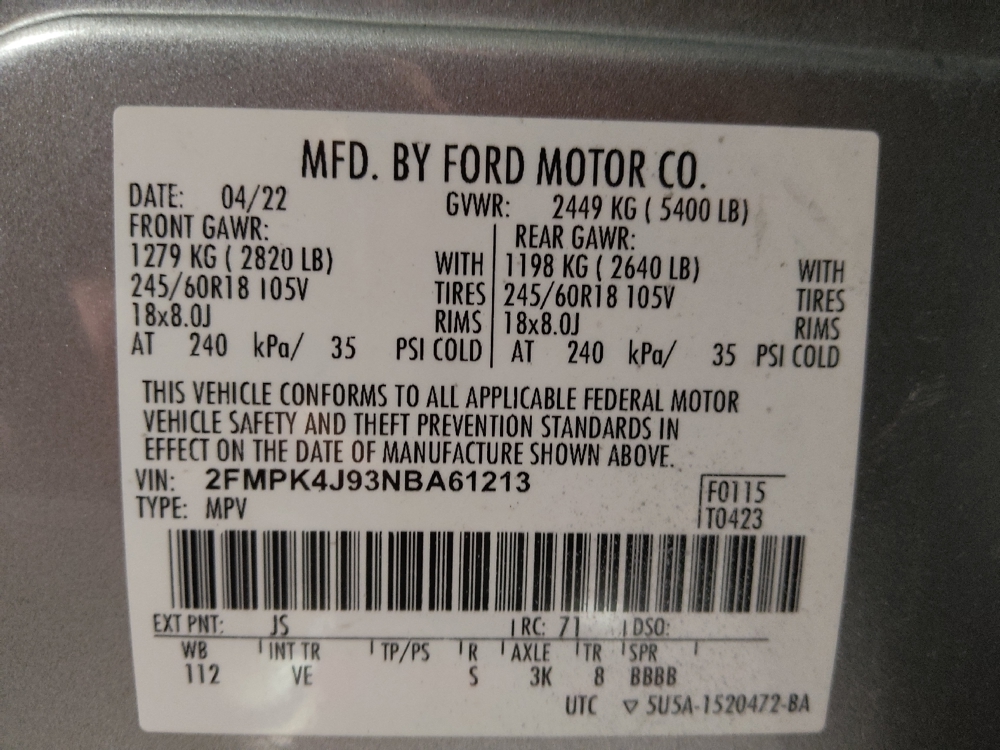 MFD. BY FORD MOTOR CO.
DATE: 04/22 GVWR: 2449 KG ( 5400 LB)
FRONT GAWR: REAR GAWR:
1279 KG ( 2820 LB) WITH 1198 KG ( 2640 LB) WITH
245/60R18 105V TIRES 245/60R18 105V TIRES
18x8.0J RIMS 18x8.0J RIMS
AT 240 kPa/ 35 PSI COLD AT 240 kPa/ 35 PSI COLD
THIS VEHICLE CONFORMS TO ALL APPLICABLE FEDERAL MOTOR
VEHICLE SAFETY AND THEFT PREVENTION STANDARDS IN
EFFECT ON THE DATE OF MANUFACTURE SHOWN ABOVE.
VIN: 2FMPK4J93NBA61213
TYPE: MPV
F0115
T0423
EXT PNT: JS RC: 71 DSO:
WB INT TR TP/PS R AXLE TR SPR
112 VE S 3K 8 BBBB
UTC ▽ 5U5A-1520472-BA